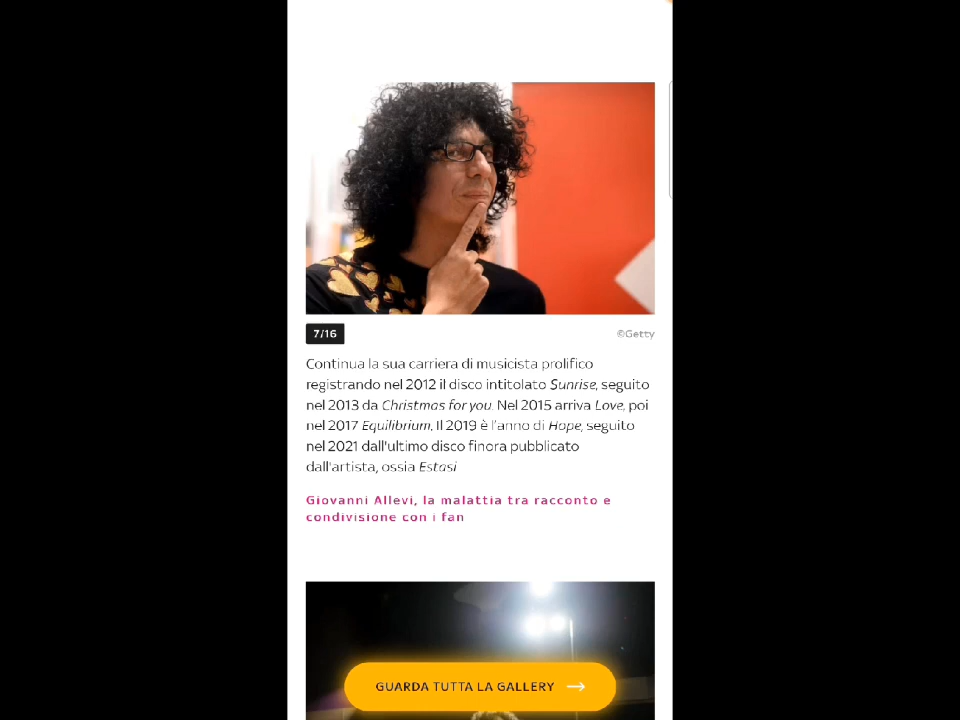 7/16
©Getty
Continua la sua carriera di musicista prolifico
registrando nel 2012 il disco intitolato Sunrise, seguito
nel 2013 da Christmas for you. Nel 2015 arriva Love, poi
nel 2017 Equilibrium. Il 2019 è l'anno di Hope, seguito
nel 2021 dall'ultimo disco finora pubblicato
dall'artista, ossia Estasi
Giovanni Allevi, la malattia tra racconto e
condivisione con i fan
GUARDA TUTTA LA GALLERY →